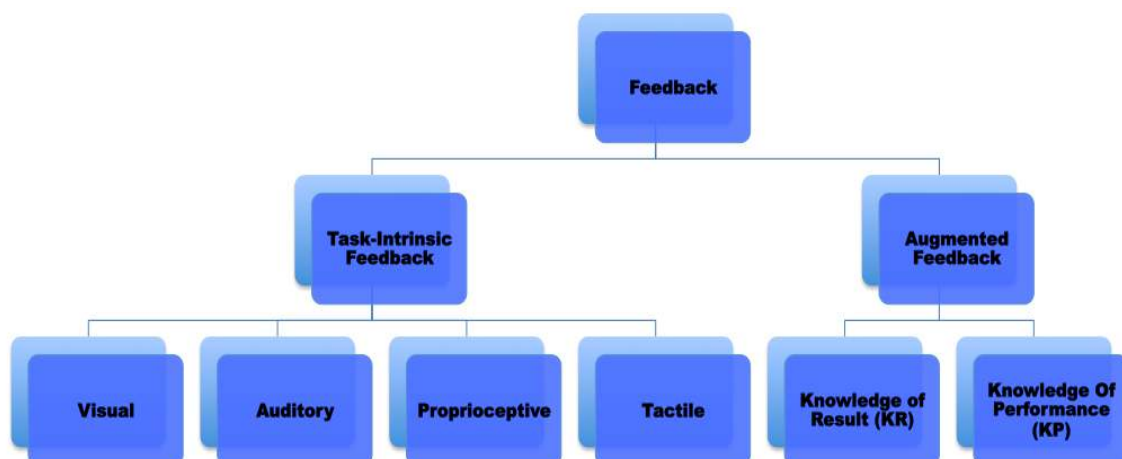 Feedback
Task-Intrinsic
Feedback
Augmented
Feedback
Visual
Auditory
Proprioceptive
Tactile
Knowledge of
Result (KR)
Knowledge Of
Performance
(KP)